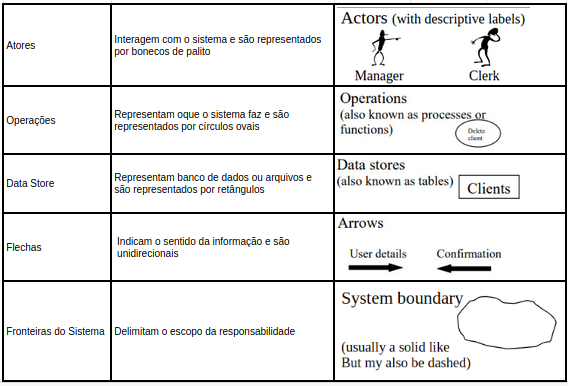 Atores
Interagem com o sistema e são representados
por bonecos de palito
Actors (with descriptive labels)
Manager
Clerk
Operações
Representam oque o sistema faz e são
representados por círculos ovais
Operations
(also known as processes or
functions)
Delete
client
Data Store
Representam banco de dados ou arquivos e
são representados por retângulos
Data stores
(also known as tables)
Clients
Flechas
Indicam o sentido da informação e são
unidirecionais
Arrows
User details
Confirmation
Fronteiras do Sistema
Delimitam o escopo da responsabilidade
System boundary
(usually a solid like
But my also be dashed)